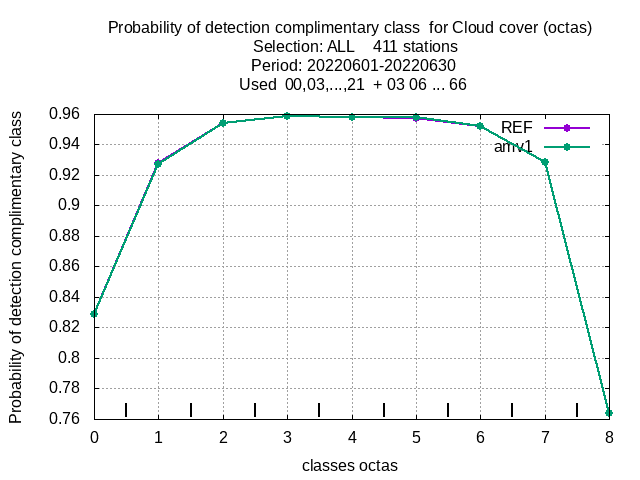 Probability of detection complimentary class  for Cloud cover (octas)
Selection: ALL    411 stations
Period: 20220601-20220630
Used  00,03,...,21  + 03 06 ... 66
Probability of detection complimentary class
0.96
0.94
0.92
0.9
0.88
0.86
0.84
0.82
0.8
0.78
0.76
REF
amv1
0 1 2 3 4 5 6 7 8
classes octas